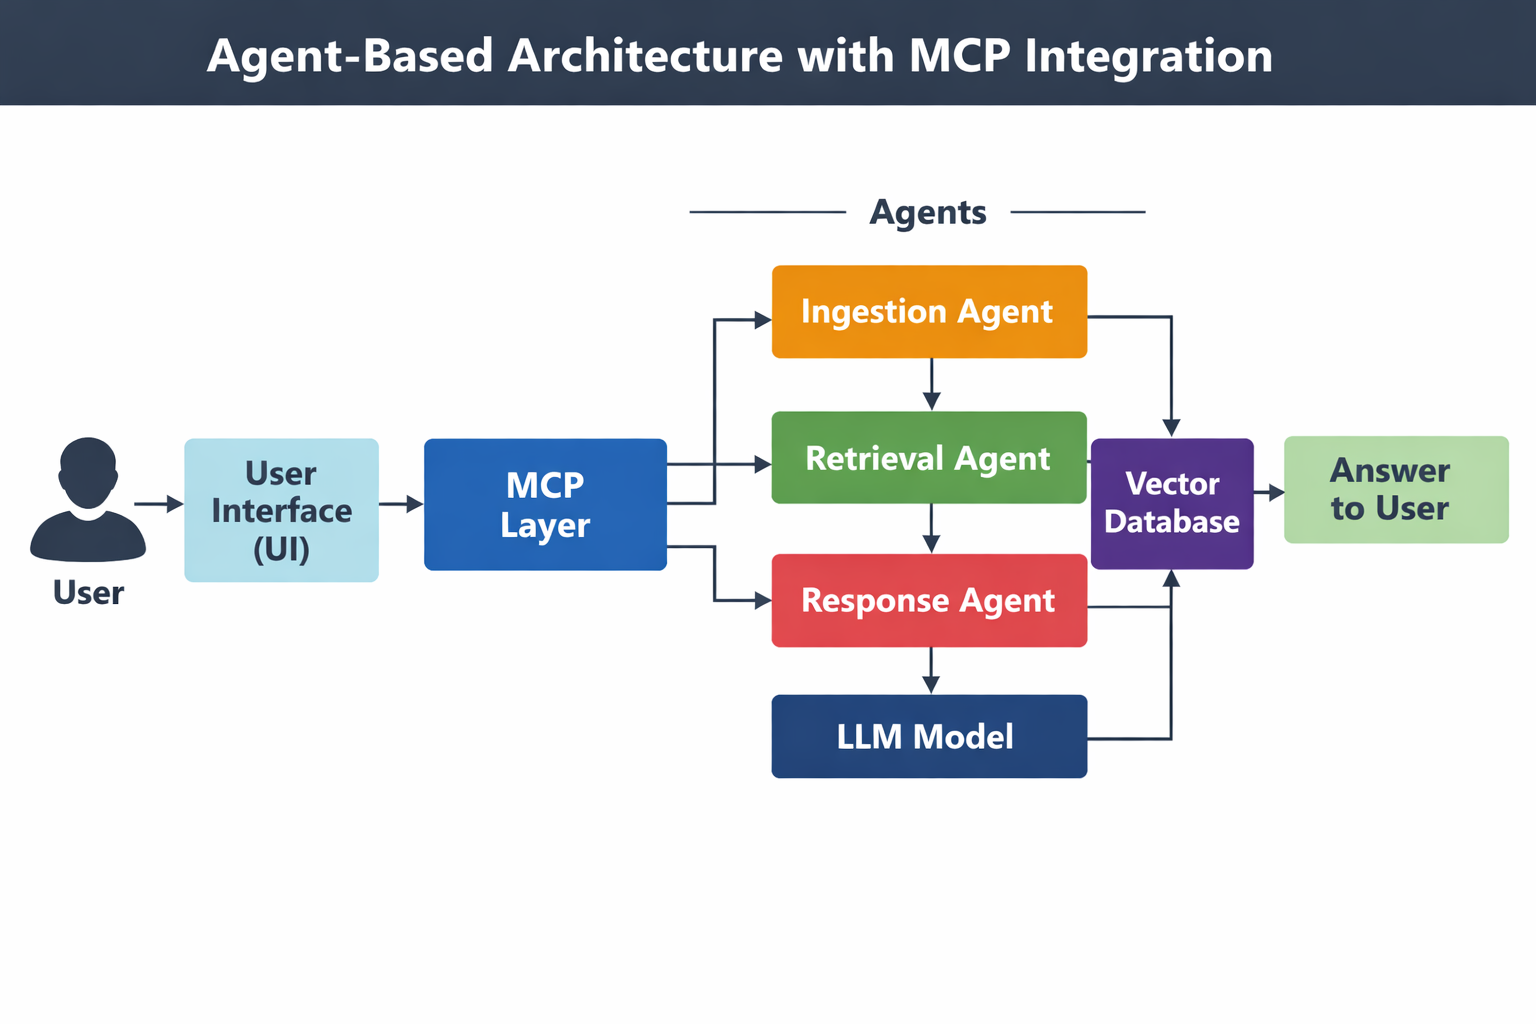 Agent-Based Architecture with MCP Integration
Agents
Ingestion Agent
Retrieval Agent
Response Agent
LLM Model
User
User
Interface
(UI)
MCP
Layer
Vector
Database
Answer
to User